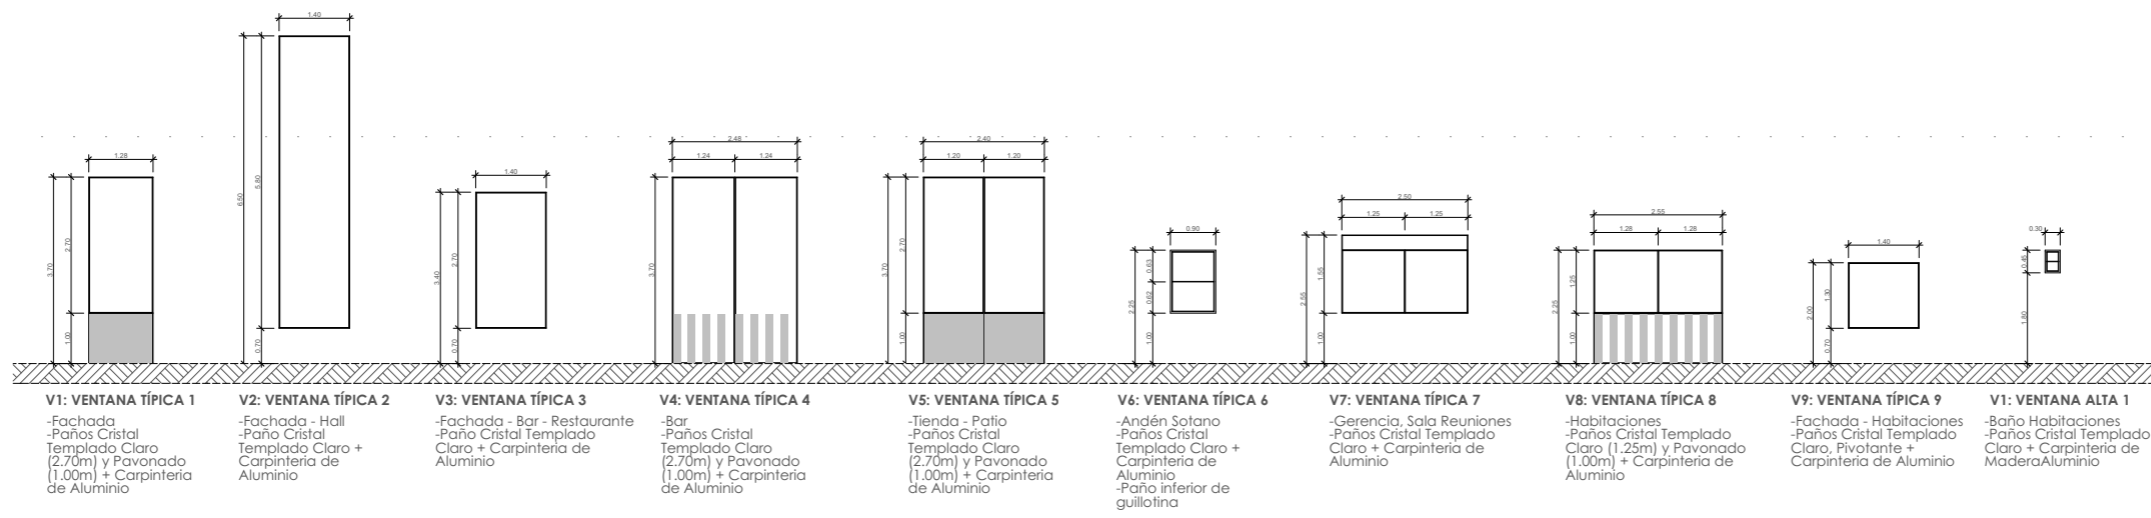 1.28
3.70
2.70
1.00
V1: VENTANA TÍPICA 1
-Fachada
-Paños Cristal
Templado Claro
(2.70m) y Pavonado
(1.00m) + Carpinteria
de Aluminio
1.40
6.50
5.80
0.70
V2: VENTANA TÍPICA 2
-Fachada - Hall
-Paño Cristal
Templado Claro +
Carpinteria de
Aluminio
1.40
3.40
2.70
0.70
V3: VENTANA TÍPICA 3
-Fachada - Bar - Restaurante
-Paño Cristal Templado
Claro + Carpinteria de
Aluminio
2.48
1.24 1.24
3.70
V4: VENTANA TÍPICA 4
-Bar
-Paños Cristal
Templado Claro
(2.70m) y Pavonado
(1.00m) + Carpinteria
de Aluminio
2.40
1.20 1.20
3.70
2.70
1.00
V5: VENTANA TÍPICA 5
-Tienda - Patio
-Paños Cristal
Templado Claro
(2.70m) y Pavonado
(1.00m) + Carpinteria
de Aluminio
0.90
2.25
0.63
0.62
1.00
V6: VENTANA TÍPICA 6
-Andén Sotano
-Paños Cristal
Templado Claro +
Carpinteria de
Aluminio
-Paño inferior de
guillotina
2.50
1.25 1.25
2.55
1.55
1.00
V7: VENTANA TÍPICA 7
-Gerencia, Sala Reuniones
-Paños Cristal Templado
Claro + Carpinteria de
Aluminio
2.55
1.28 1.28
2.25
1.25
1.00
V8: VENTANA TÍPICA 8
-Habitaciones
-Paños Cristal Templado
Claro (1.25m) y Pavonado
(1.00m) + Carpinteria de
Aluminio
1.40
2.00
1.30
0.70
V9: VENTANA TÍPICA 9
-Fachada - Habitaciones
-Paños Cristal Templado
Claro, Pivotante +
Carpinteria de Aluminio
0.30
0.45
1.80
V1: VENTANA ALTA 1
-Baño Habitaciones
-Paños Cristal Templado
Claro + Carpinteria de
MaderaAluminio